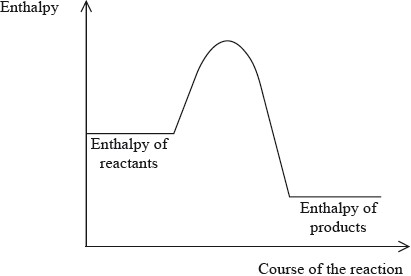 Enthalpy
Enthalpy of
reactants
Enthalpy of
products
Course of the reaction